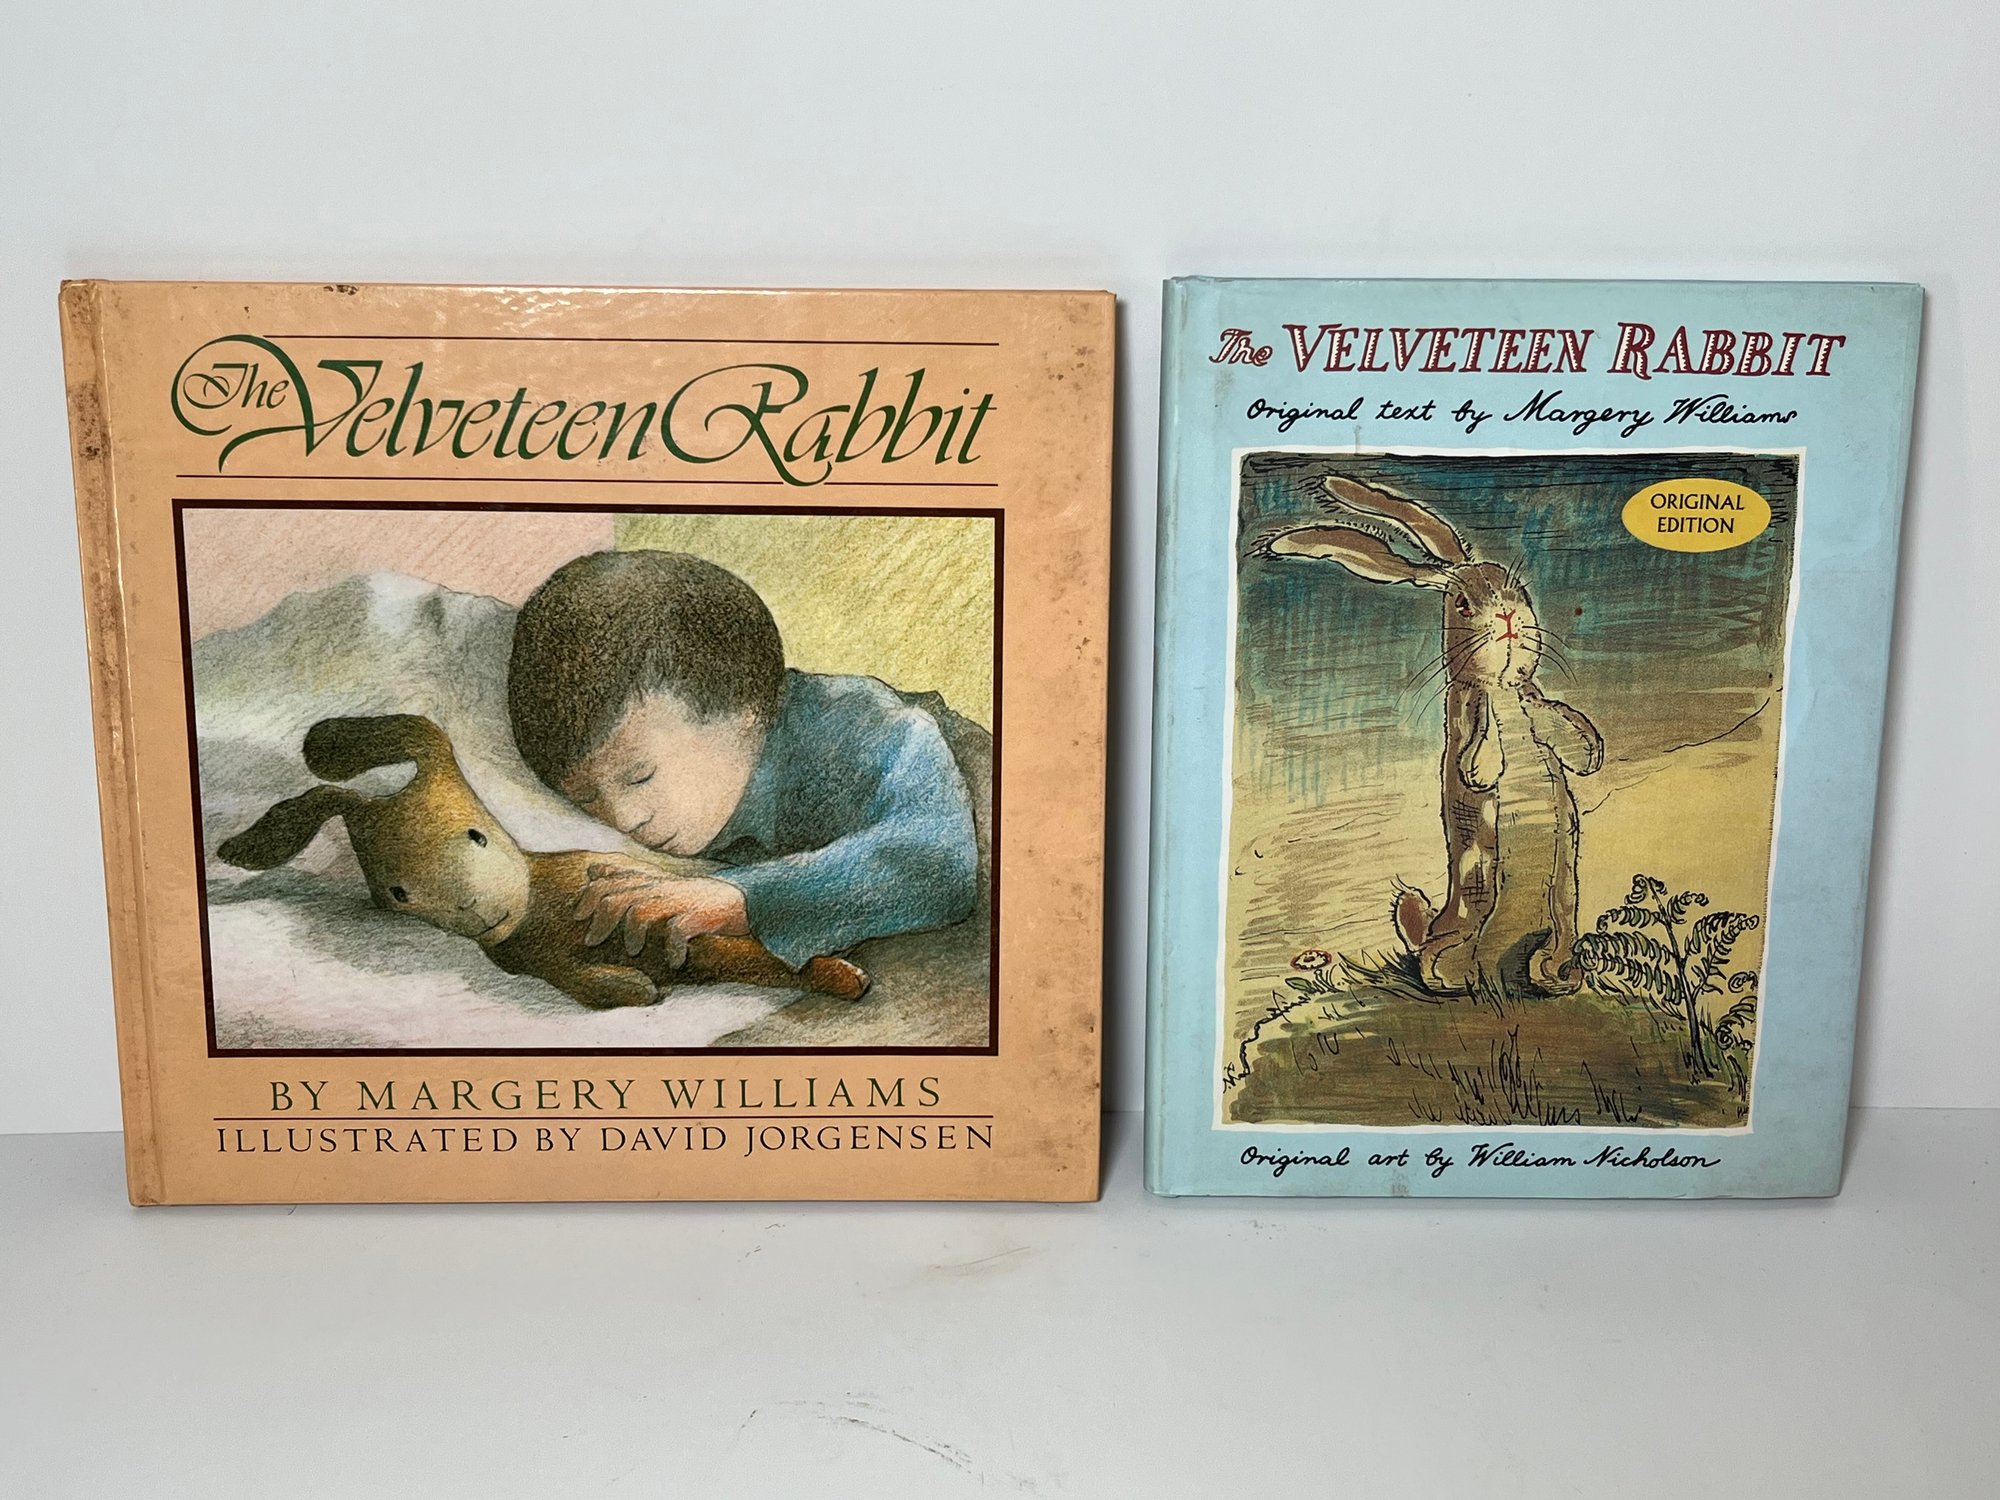 The Velveteen Rabbit
BY MARGERY WILLIAMS
ILLUSTRATED BY DAVID JORGENSEN
The VELVETEEN RABBIT
Original text by Margery Williams
ORIGINAL
EDITION
Original art by William Nicholson